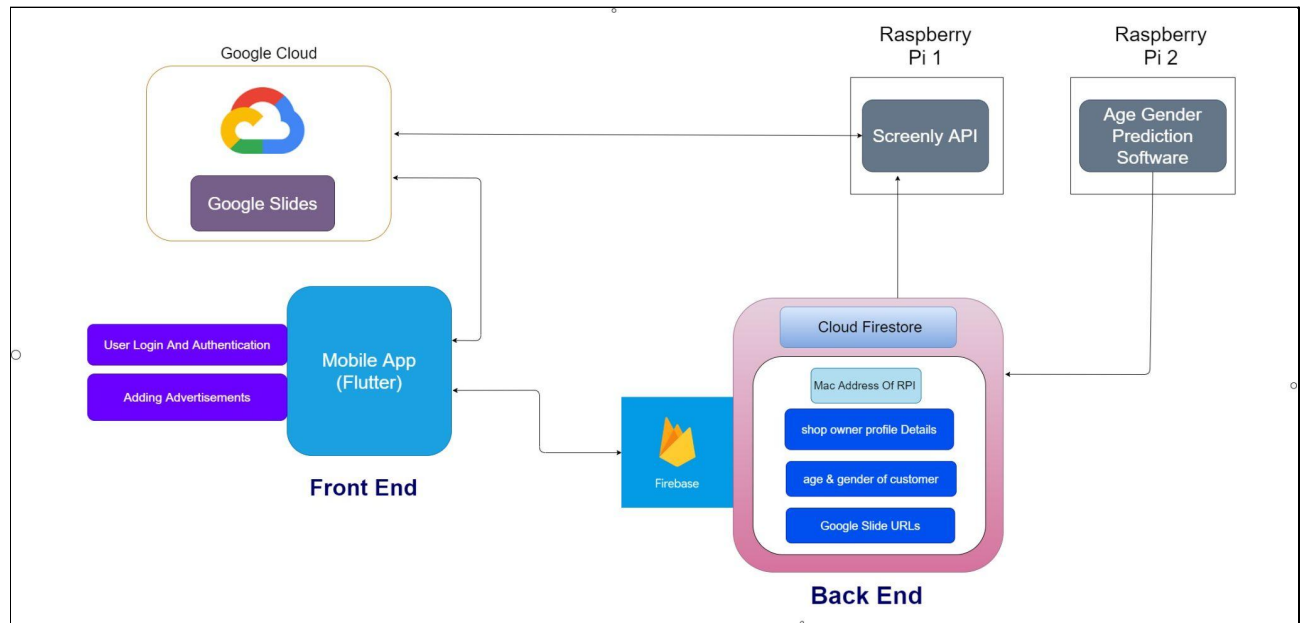 Google Cloud
Google Slides
Raspberry
Pi 1
Screenly API
Raspberry
Pi 2
Age Gender
Prediction
Software
User Login And Authentication
Adding Advertisements
Mobile App
(Flutter)
Front End
Firebase
Cloud Firestore
Mac Address Of RPI
shop owner profile Details
age & gender of customer
Google Slide URLs
Back End